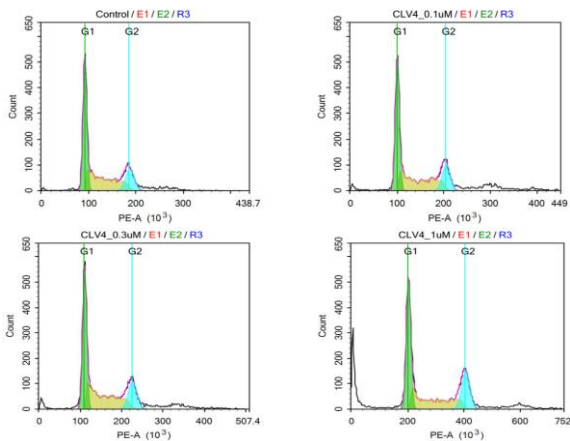 Control / E1 / E2 / R3
G1 G2
Count
650
500
400
300
200
100
0
0 100 200 300 438.7
PE-A (10³)
CLV4_0.1uM / E1 / E2 / R3
G1 G2
Count
650
500
400
300
200
100
0
0 100 200 300 400 449
PE-A (10³)
CLV4_0.3uM / E1 / E2 / R3
G1 G2
Count
650
500
400
300
200
100
0
0 100 200 300 400 507.4
PE-A (10³)
CLV4_1uM / E1 / E2 / R3
G1 G2
Count
650
500
400
300
200
100
0
0 200 400 600 752
PE-A (10³)